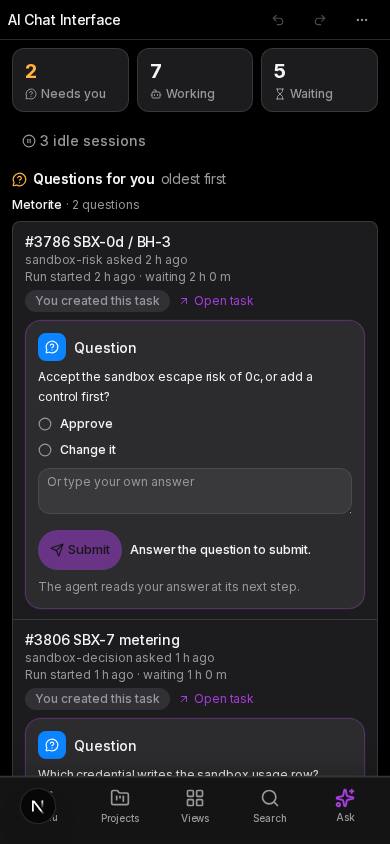 AI Chat Interface
2
Needs you
7
Working
5
Waiting
3 idle sessions
Questions for you oldest first
Metorite · 2 questions
#3786 SBX-0d / BH-3
sandbox-risk asked 2 h ago
Run started 2 h ago · waiting 2 h 0 m
You created this task
Open task
Question
Accept the sandbox escape risk of 0c, or add a
control first?
Approve
Change it
Or type your own answer
Submit
Answer the question to submit.
The agent reads your answer at its next step.
#3806 SBX-7 metering
sandbox-decision asked 1 h ago
Run started 1 h ago · waiting 1 h 0 m
You created this task
Open task
Question
Which credential writes the sandbox usage row?
N
Projects
Views
Search
Ask